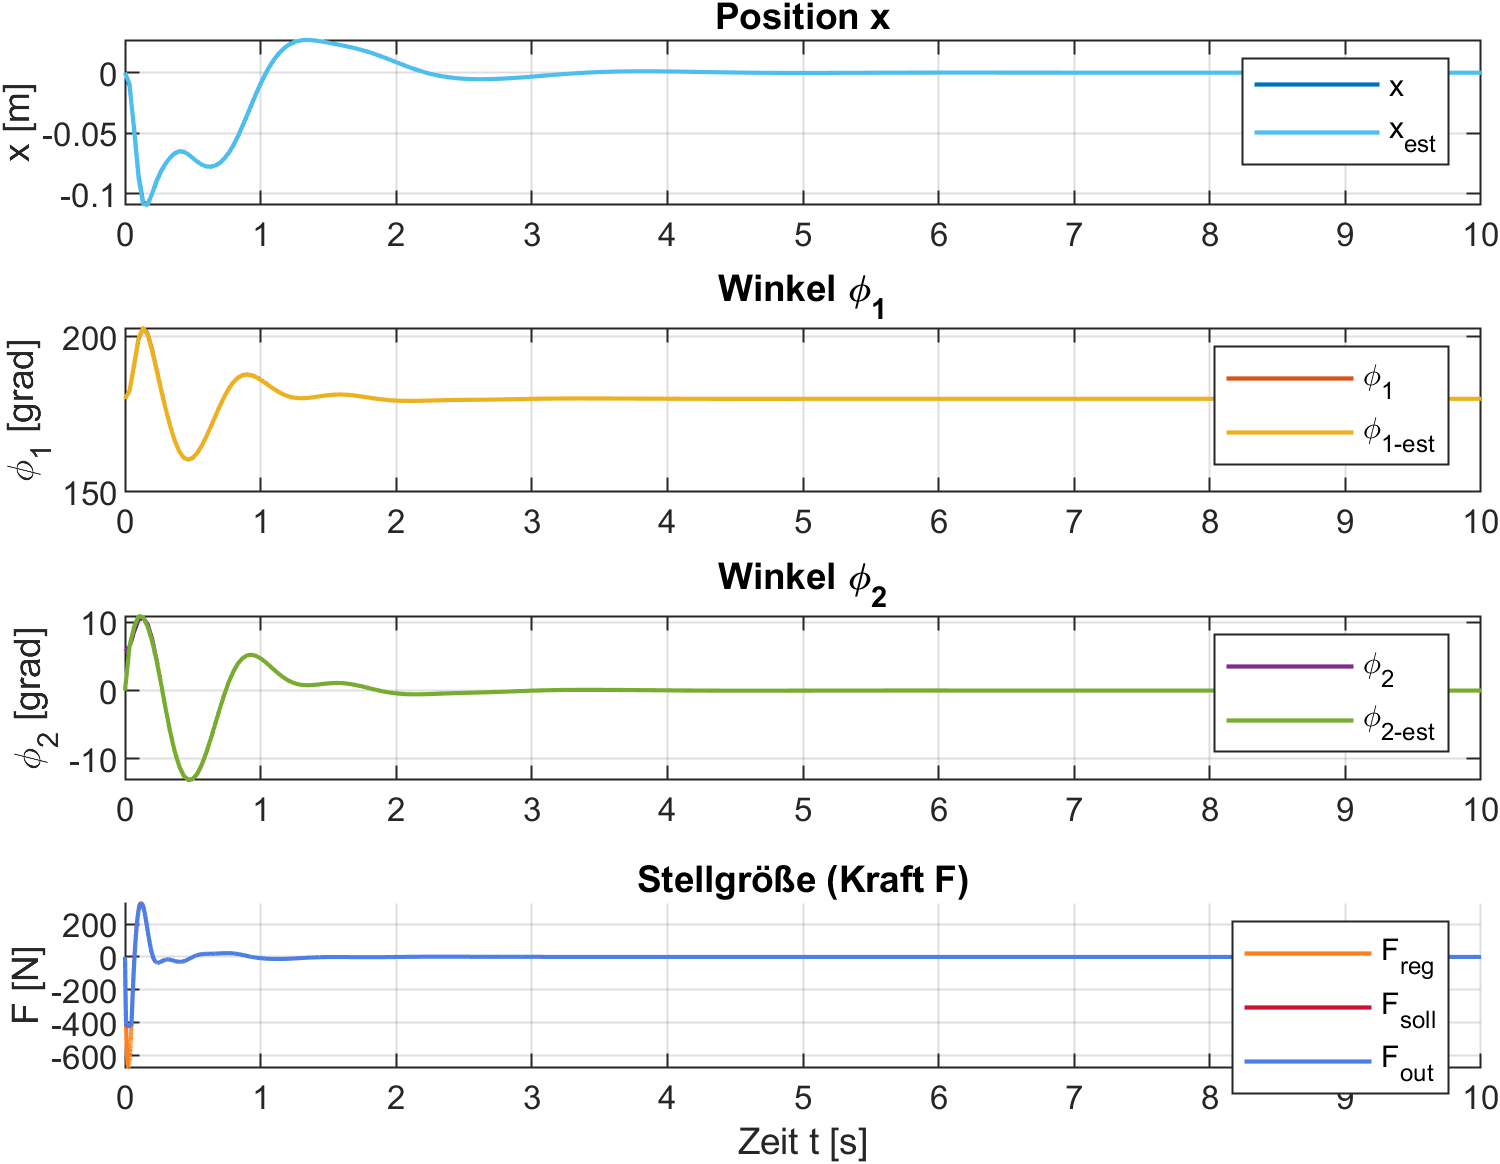 Position x
x [m]
0
-0.05
-0.1
x
x_est
0 1 2 3 4 5 6 7 8 9 10
Winkel ϕ_1
ϕ_1 [grad]
200
150
ϕ_1
ϕ_1-est
0 1 2 3 4 5 6 7 8 9 10
Winkel ϕ_2
ϕ_2 [grad]
10
0
-10
ϕ_2
ϕ_2-est
0 1 2 3 4 5 6 7 8 9 10
Stellgröße (Kraft F)
F [N]
200
0
-200
-400
-600
F_reg
F_soll
F_out
0 1 2 3 4 5 6 7 8 9 10
Zeit t [s]